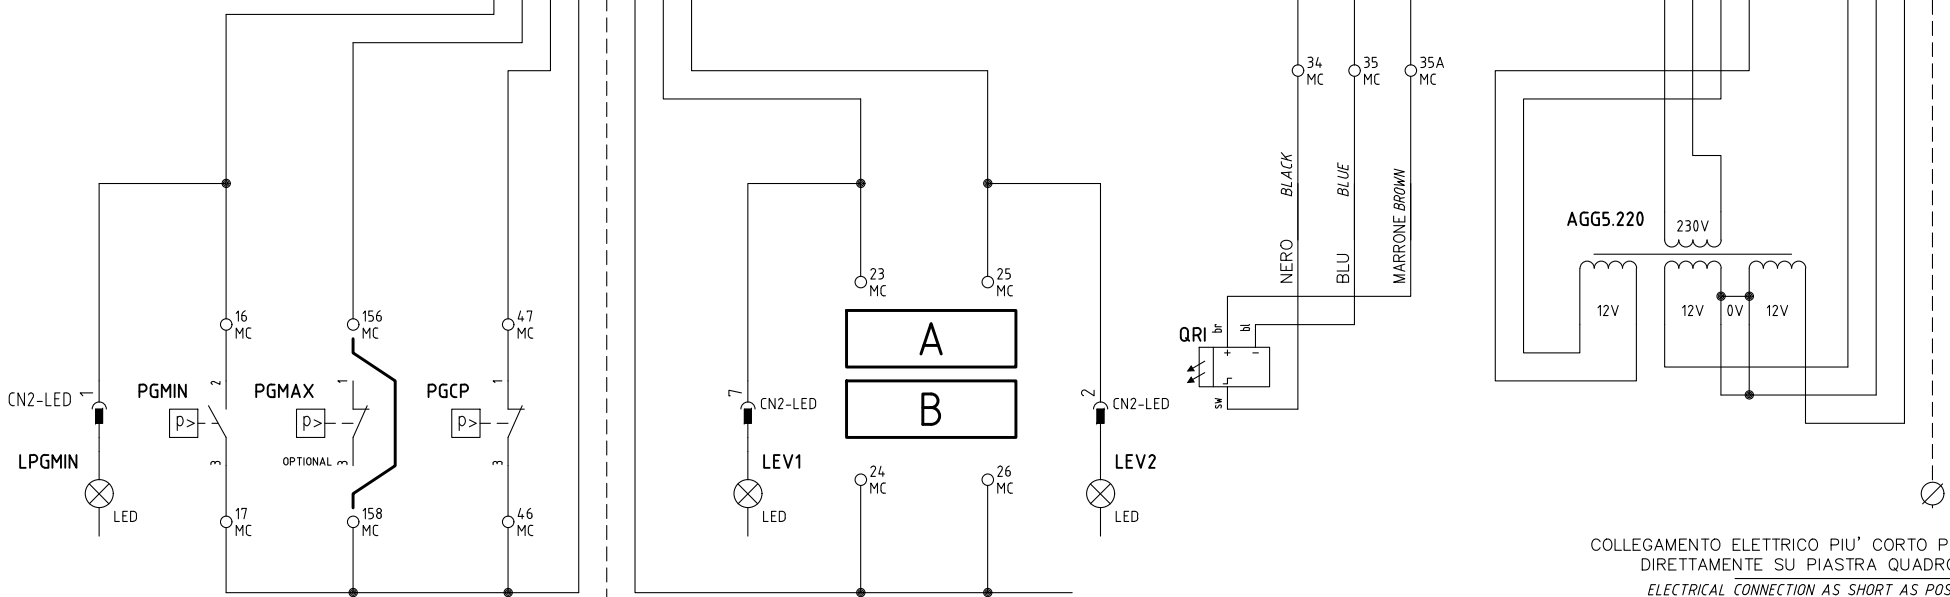 34
MC
35
MC
35A
MC
NERO BLACK
BLU BLUE
MARRONE BROWN
AGG5.220
230V
12V
12V
0V
12V
23
MC
25
MC
16
MC
156
MC
47
MC
A
B
QRI
br
bl
+
−
sw
CN2-LED
1
PGMIN
2
p>
3
PGMAX
1
p>
OPTIONAL
3
PGCP
1
p>
3
7
CN2-LED
2
CN2-LED
LPGMIN
LED
LEV1
LED
LEV2
LED
24
MC
26
MC
17
MC
158
MC
46
MC
COLLEGAMENTO ELETTRICO PIU' CORTO P
DIRETTAMENTE SU PIASTRA QUADRO
ELECTRICAL CONNECTION AS SHORT AS POS